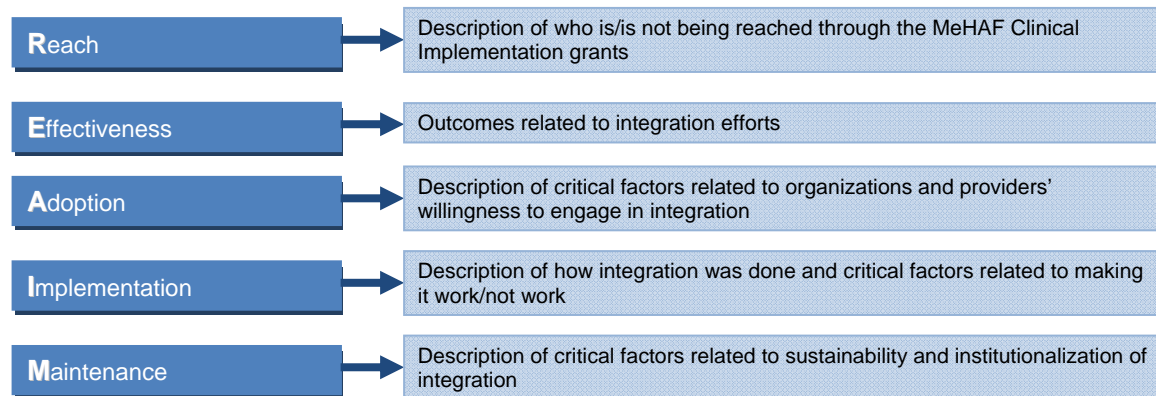 Reach
Description of who is/is not being reached through the MeHAF Clinical
Implementation grants
Effectiveness
Outcomes related to integration efforts
Adoption
Description of critical factors related to organizations and providers’
willingness to engage in integration
Implementation
Description of how integration was done and critical factors related to making
it work/not work
Maintenance
Description of critical factors related to sustainability and institutionalization of
integration